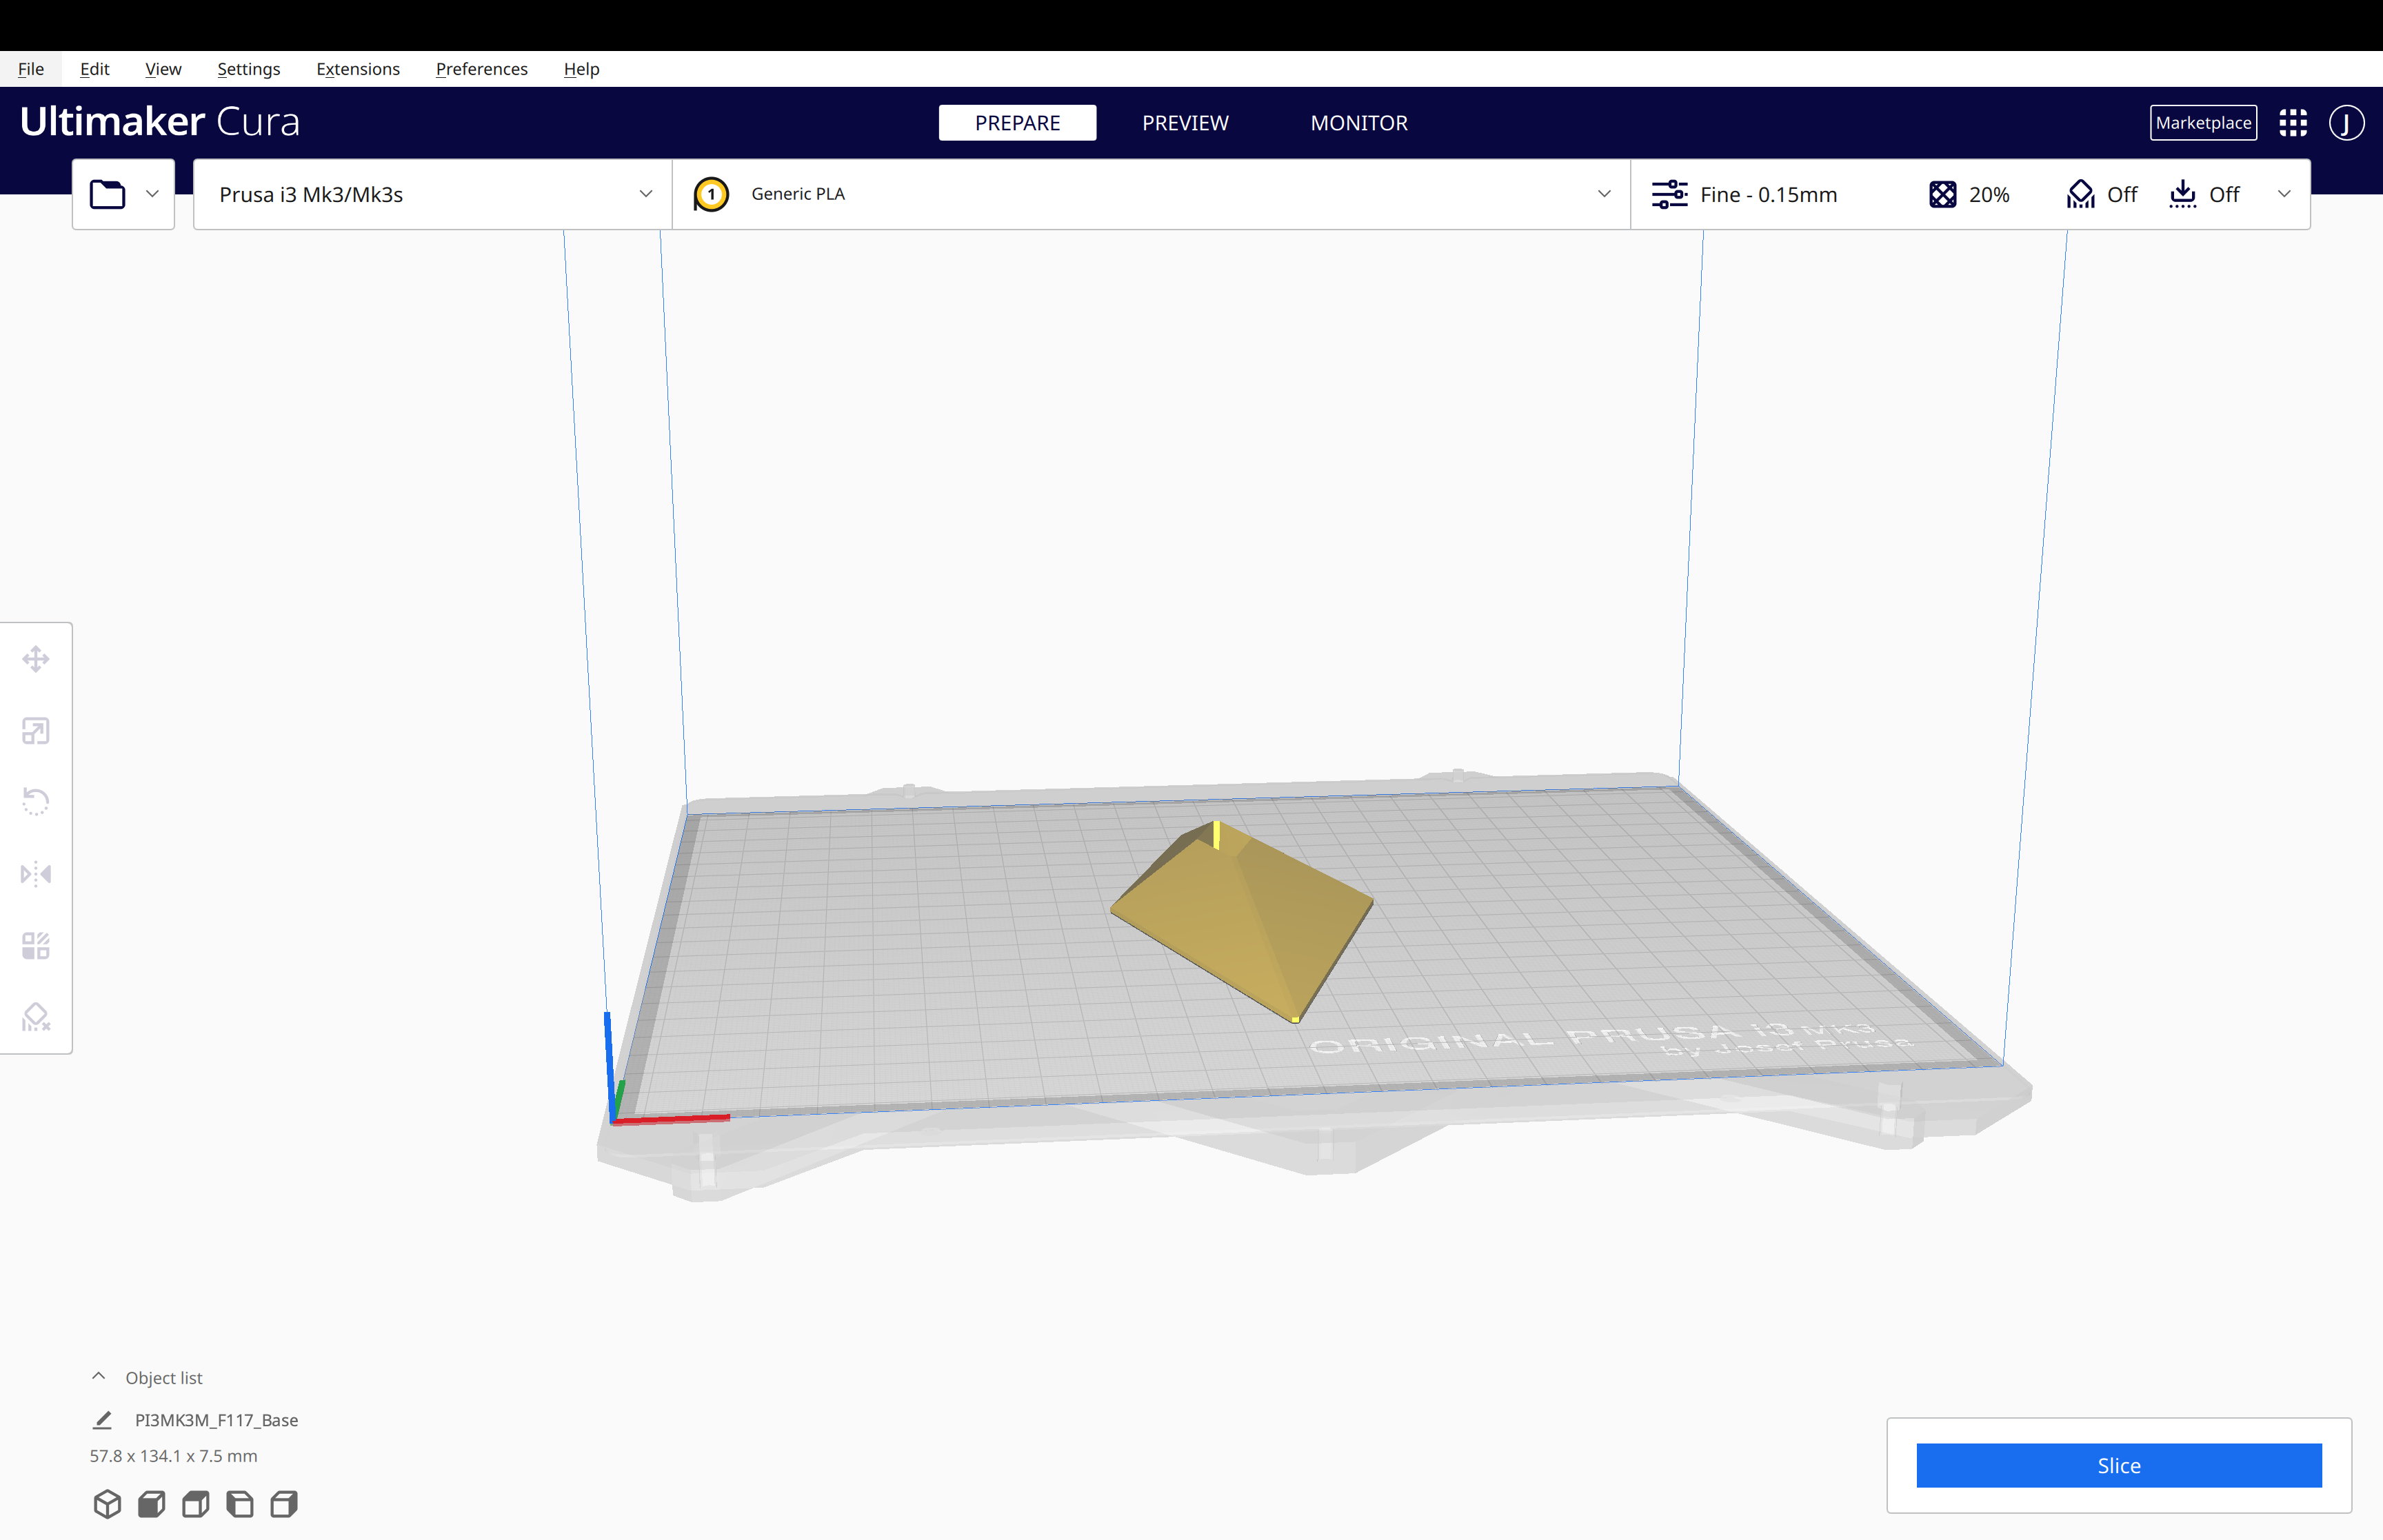 File Edit View Settings Extensions Preferences Help
Ultimaker Cura PREPARE PREVIEW MONITOR Marketplace J
Prusa i3 Mk3/Mk3s 1 Generic PLA Fine - 0.15mm 20% Off Off
ORIGINAL PRUSA i3 MK3
by Josef Prusa
Object list
PI3MK3M_F117_Base
57.8 x 134.1 x 7.5 mm
Slice